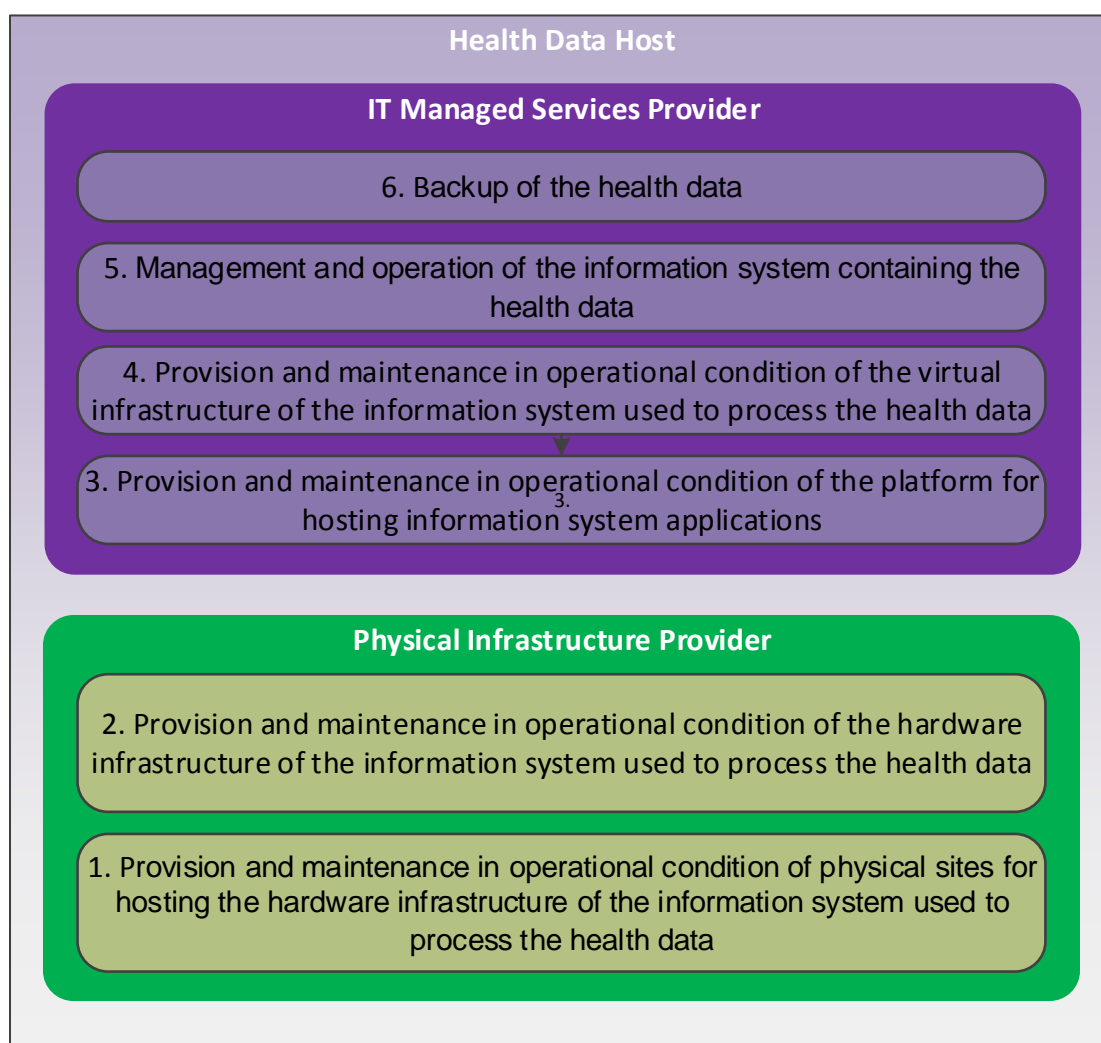 Health Data Host
IT Managed Services Provider
6. Backup of the health data
5. Management and operation of the information system containing the
health data
4. Provision and maintenance in operational condition of the virtual
infrastructure of the information system used to process the health data
3. Provision and maintenance in operational condition of the platform for
3.
hosting information system applications
Physical Infrastructure Provider
2. Provision and maintenance in operational condition of the hardware
infrastructure of the information system used to process the health data
1. Provision and maintenance in operational condition of physical sites for
hosting the hardware infrastructure of the information system used to
process the health data